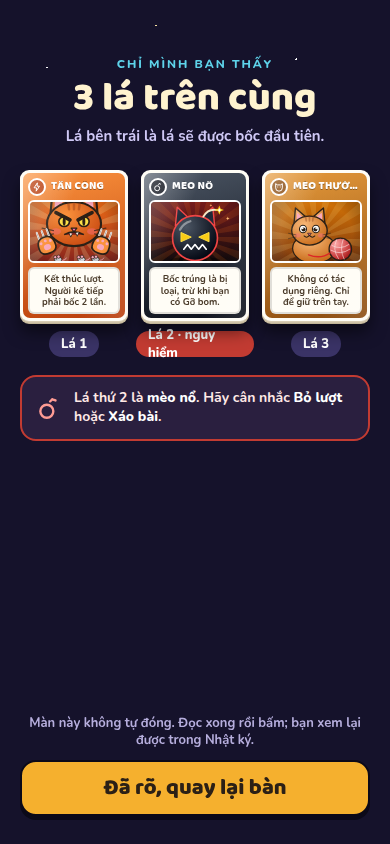 CHỈ MÌNH BẠN THẤY
3 lá trên cùng
Lá bên trái là lá sẽ được bốc đầu tiên.
TẤN CÔNG
MÈO NỔ
MÈO THƯỜ...
Kết thúc lượt.
Người kế tiếp
phải bốc 2 lần.
Bốc trúng là bị
loại, trừ khi bạn
có Gỡ bom.
Không có tác
dụng riêng. Chỉ
để giữ trên tay.
Lá 1
Lá 2 · nguy
hiểm
Lá 3
Lá thứ 2 là mèo nổ. Hãy cân nhắc Bỏ lượt
hoặc Xáo bài.
Màn này không tự đóng. Đọc xong rồi bấm; bạn xem lại
được trong Nhật ký.
Đã rõ, quay lại bàn